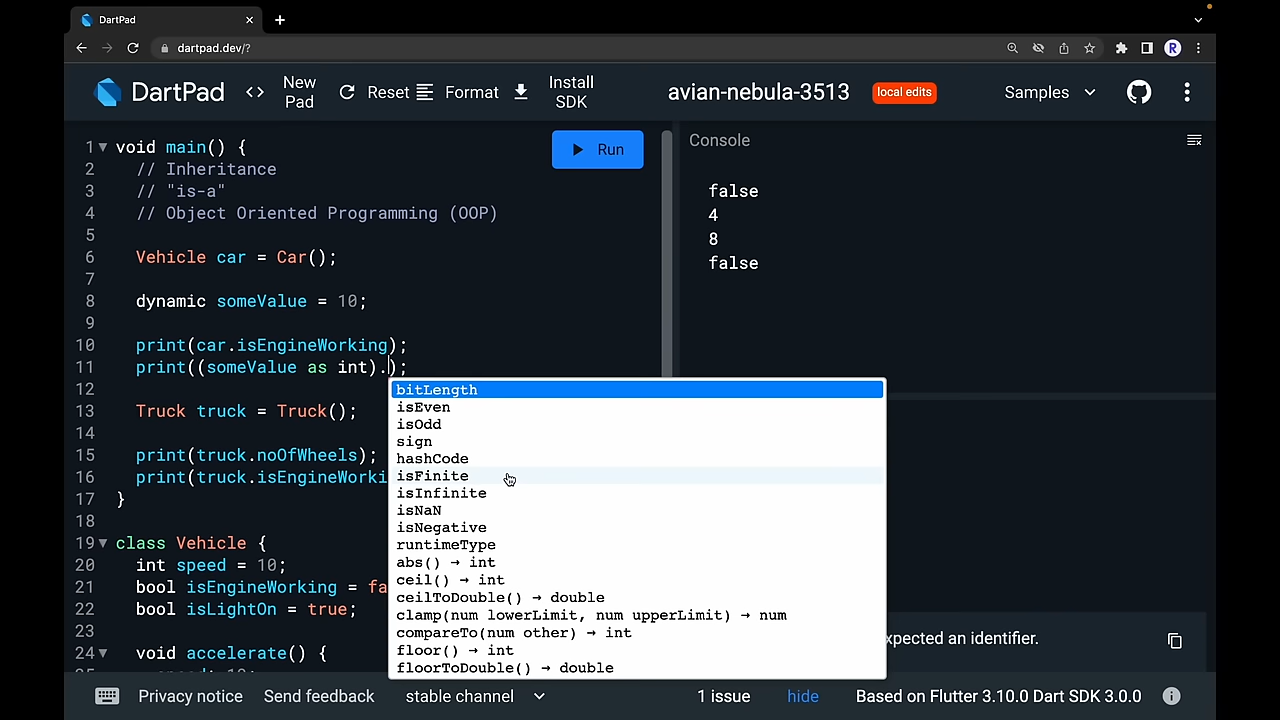 DartPad
dartpad.dev/?
R
DartPad
New Pad
Reset
Format
Install SDK
avian-nebula-3513
local edits
Samples
1 void main() {
2 // Inheritance
3 // "is-a"
4 // Object Oriented Programming (OOP)
5
6 Vehicle car = Car();
7
8 dynamic someValue = 10;
9
10 print(car.isEngineWorking);
11 print((someValue as int).);
12
13 Truck truck = Truck();
14
15 print(truck.noOfWheels);
16 print(truck.isEngineWorki
17 }
18
19 class Vehicle {
20 int speed = 10;
21 bool isEngineWorking = fa
22 bool isLightOn = true;
23
24 void accelerate() {
Run
bitLength
isEven
isOdd
sign
hashCode
isFinite
isInfinite
isNaN
isNegative
runtimeType
abs() → int
ceil() → int
ceilToDouble() → double
clamp(num lowerLimit, num upperLimit) → num
compareTo(num other) → int
floor() → int
floorToDouble() → double
Console
false
4
8
false
xpected an identifier.
Privacy notice
Send feedback
stable channel
1 issue
hide
Based on Flutter 3.10.0 Dart SDK 3.0.0